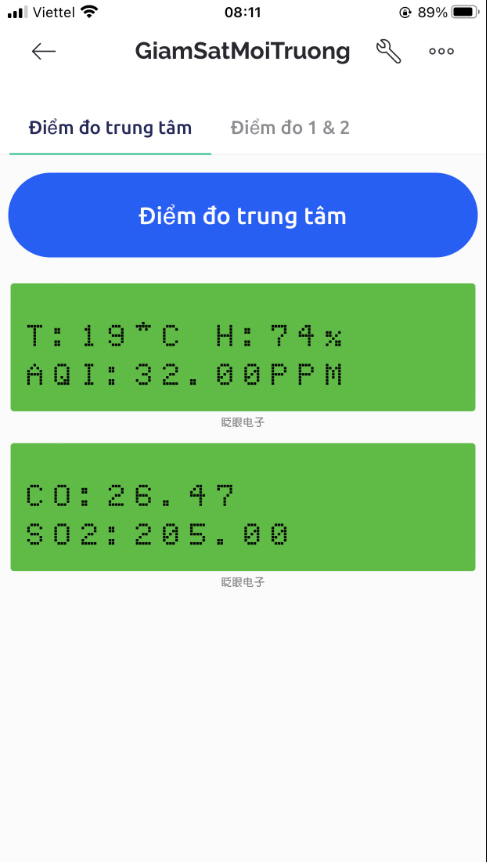 Viettel 08:11 89%
GiamSatMoiTruong
Điểm đo trung tâm Điểm đo 1 & 2
Điểm đo trung tâm
T:19*C H:74%
AQI:32.00PPM
眨眼电子
CO:26.47
SO2:205.00
眨眼电子